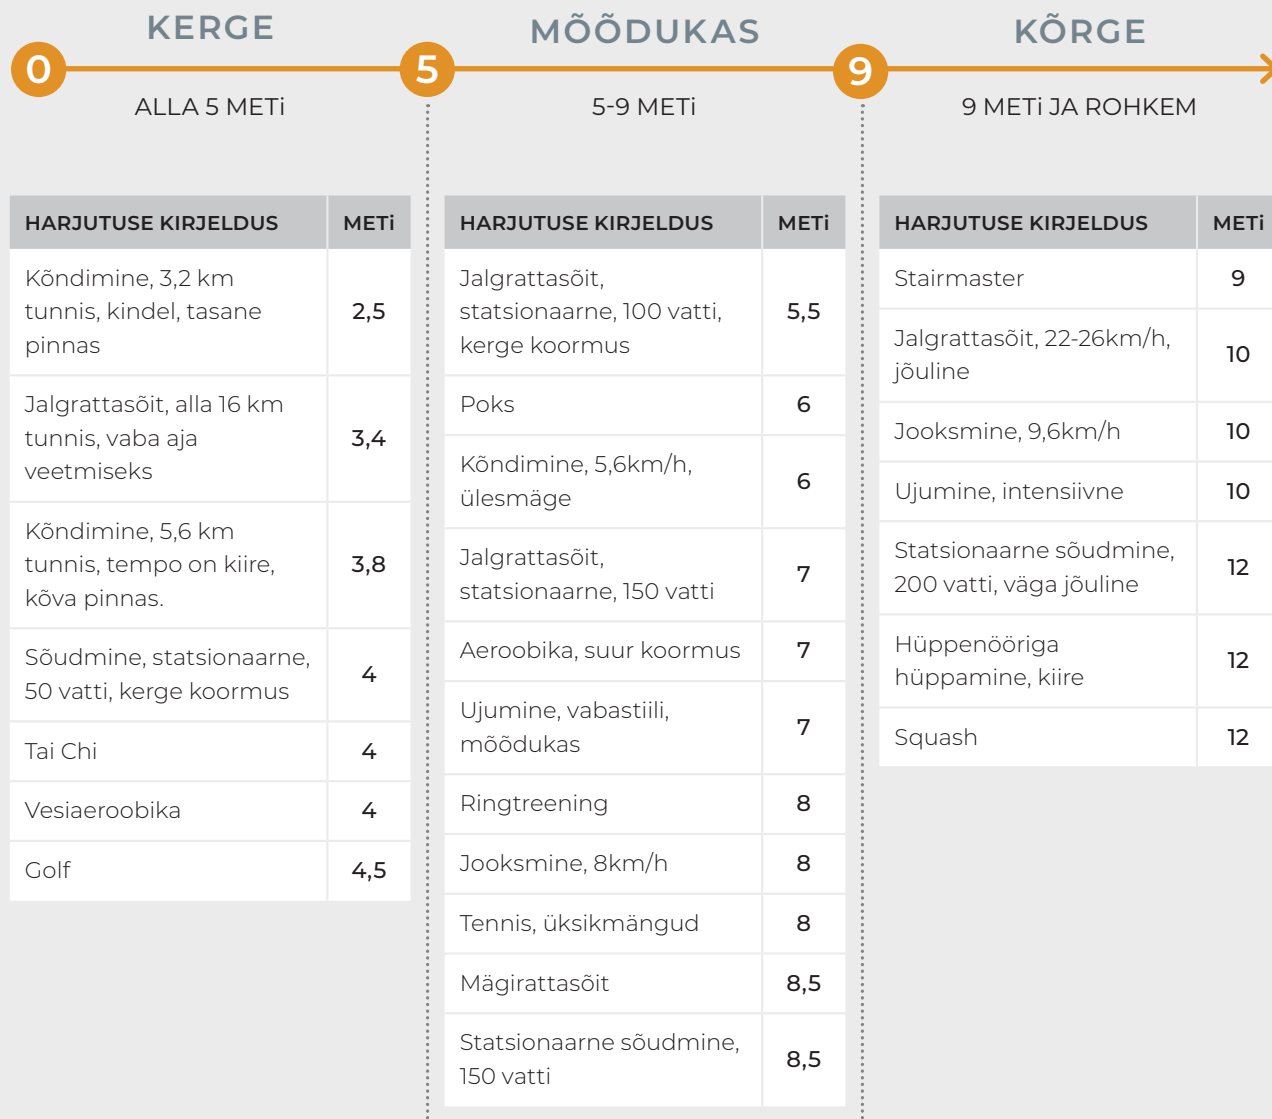 KERGE
MÕÕDUKAS
KÕRGE
0
5
9
ALLA 5 METi
5-9 METi
9 METi JA ROHKEM
HARJUTUSE KIRJELDUS METi
Kõndimine, 3,2 km
tunnis, kindel, tasane
pinnas
2,5
Jalgrattasõit, alla 16 km
tunnis, vaba aja
veetmiseks
3,4
Kõndimine, 5,6 km
tunnis, tempo on kiire,
kõva pinnas.
3,8
Sõudmine, statsionaarne,
50 vatti, kerge koormus
4
Tai Chi 4
Vesiaeroobika 4
Golf 4,5
HARJUTUSE KIRJELDUS METi
Jalgrattasõit,
statsionaarne, 100 vatti,
kerge koormus
5,5
Poks 6
Kõndimine, 5,6km/h,
ülesmäge
6
Jalgrattasõit,
statsionaarne, 150 vatti
7
Aeroobika, suur koormus 7
Ujumine, vabastiili,
mõõdukas
7
Ringtreening 8
Jooksmine, 8km/h 8
Tennis, üksikmängud 8
Mägirattasõit 8,5
Statsionaarne sõudmine,
150 vatti
8,5
HARJUTUSE KIRJELDUS METi
Stairmaster 9
Jalgrattasõit, 22-26km/h,
jõuline
10
Jooksmine, 9,6km/h 10
Ujumine, intensiivne 10
Statsionaarne sõudmine,
200 vatti, väga jõuline
12
Hüppenööriga
hüppamine, kiire
12
Squash 12